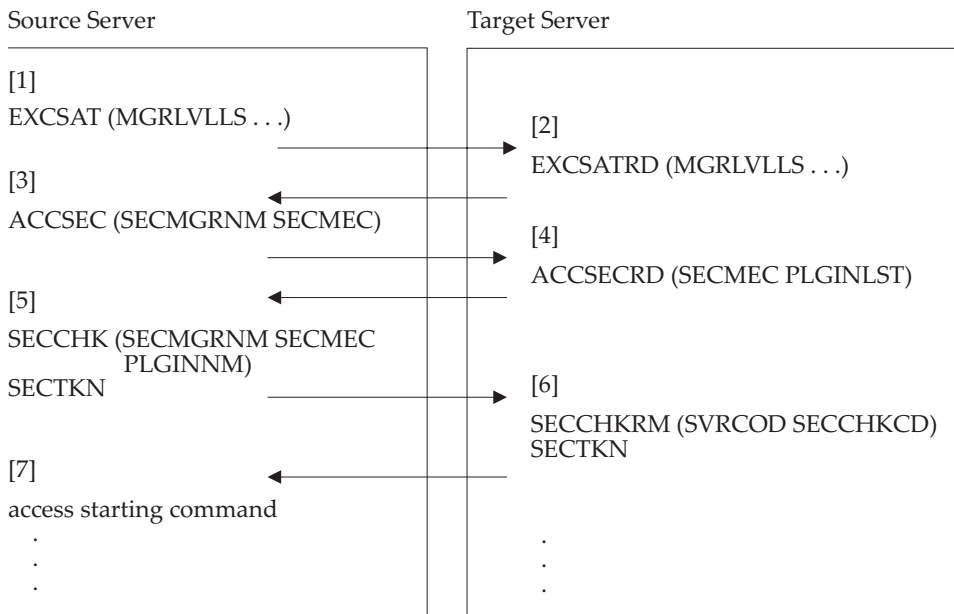 Source Server
Target Server
[1]
EXCSAT (MGRLVLLS . . .)
[2]
EXCSATRD (MGRLVLLS . . .)
[3]
ACCSEC (SECMGRNM SECMEC)
[4]
ACCSECRD (SECMEC PLGINLST)
[5]
SECCHK (SECMGRNM SECMEC
PLGINNM)
SECTKN
[6]
SECCHKRM (SVRCOD SECCHKCD)
SECTKN
[7]
access starting command
.
.
.
.
.
.